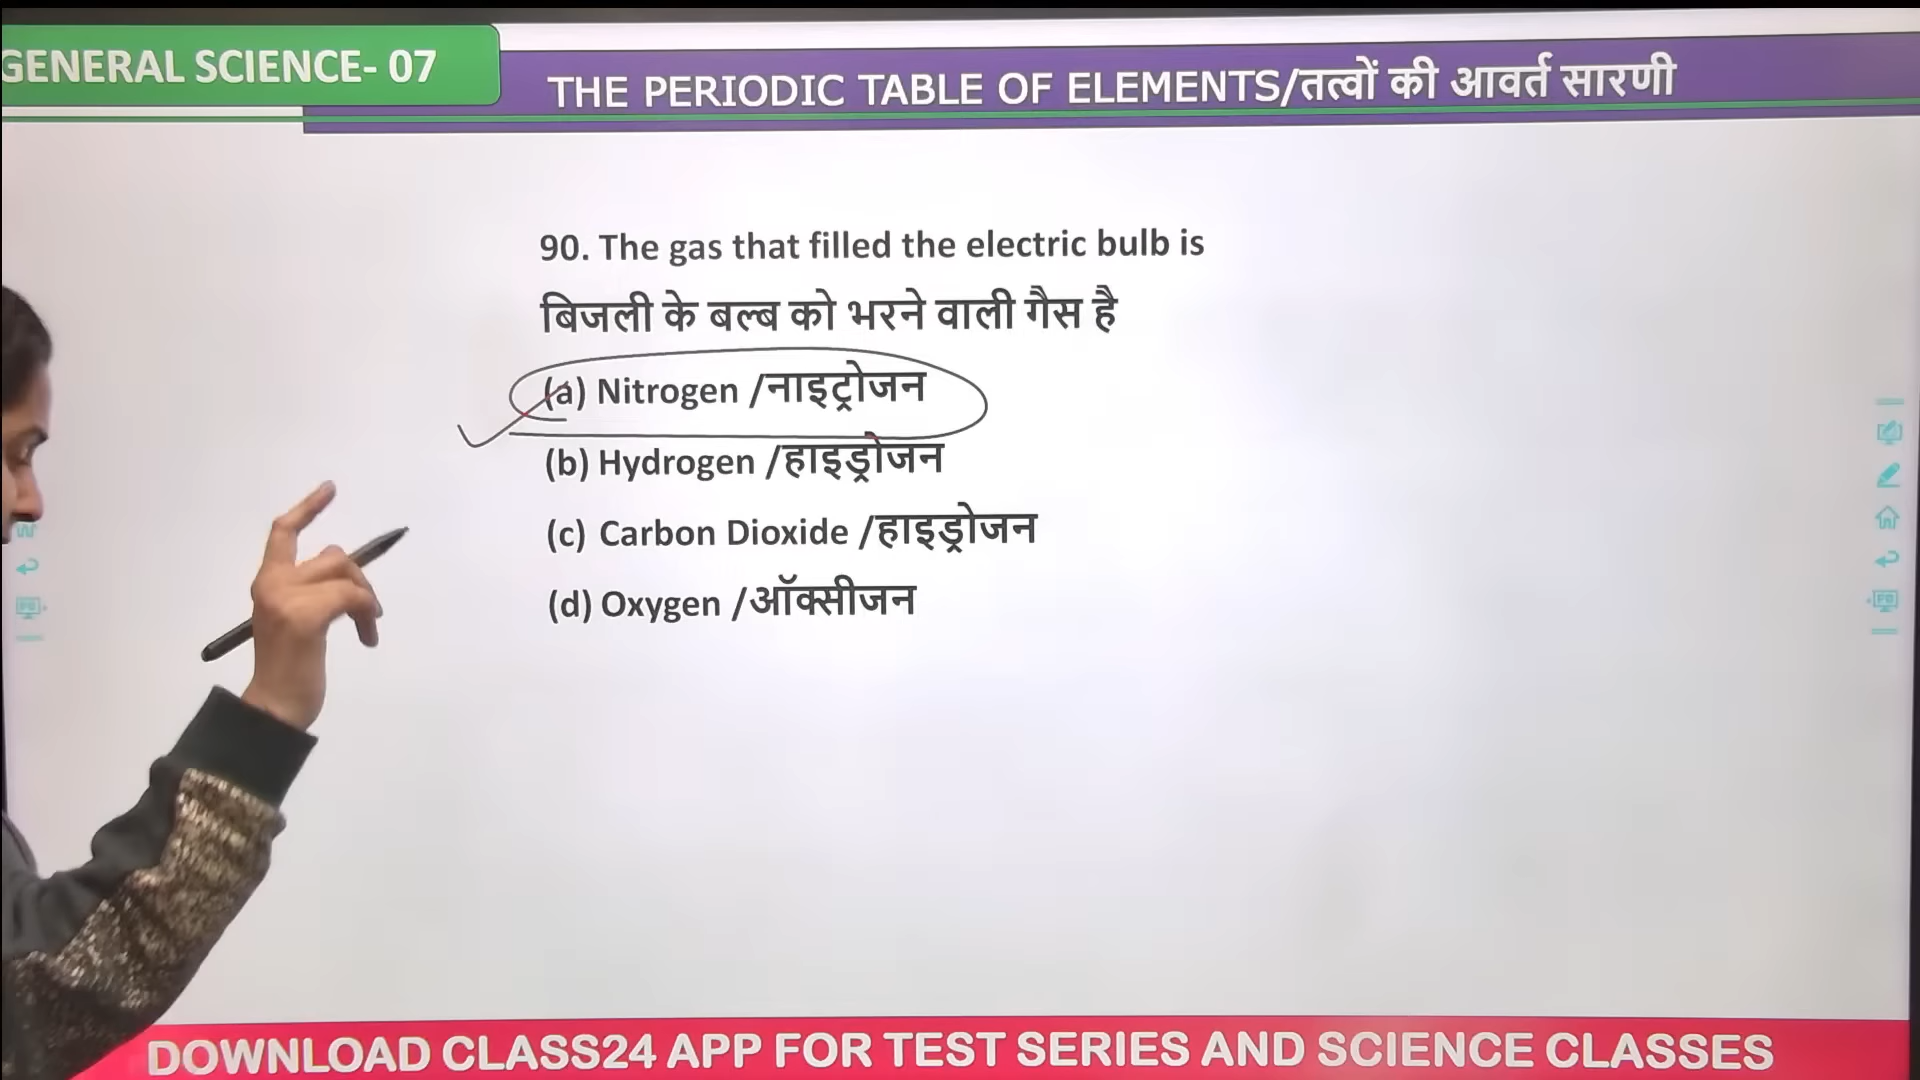 GENERAL SCIENCE- 07
THE PERIODIC TABLE OF ELEMENTS/तत्वों की आवर्त सारणी
90. The gas that filled the electric bulb is
बिजली के बल्ब को भरने वाली गैस है
(a) Nitrogen /नाइट्रोजन
(b) Hydrogen /हाइड्रोजन
(c) Carbon Dioxide /हाइड्रोजन
(d) Oxygen /ऑक्सीजन
DOWNLOAD CLASS24 APP FOR TEST SERIES AND SCIENCE CLASSES